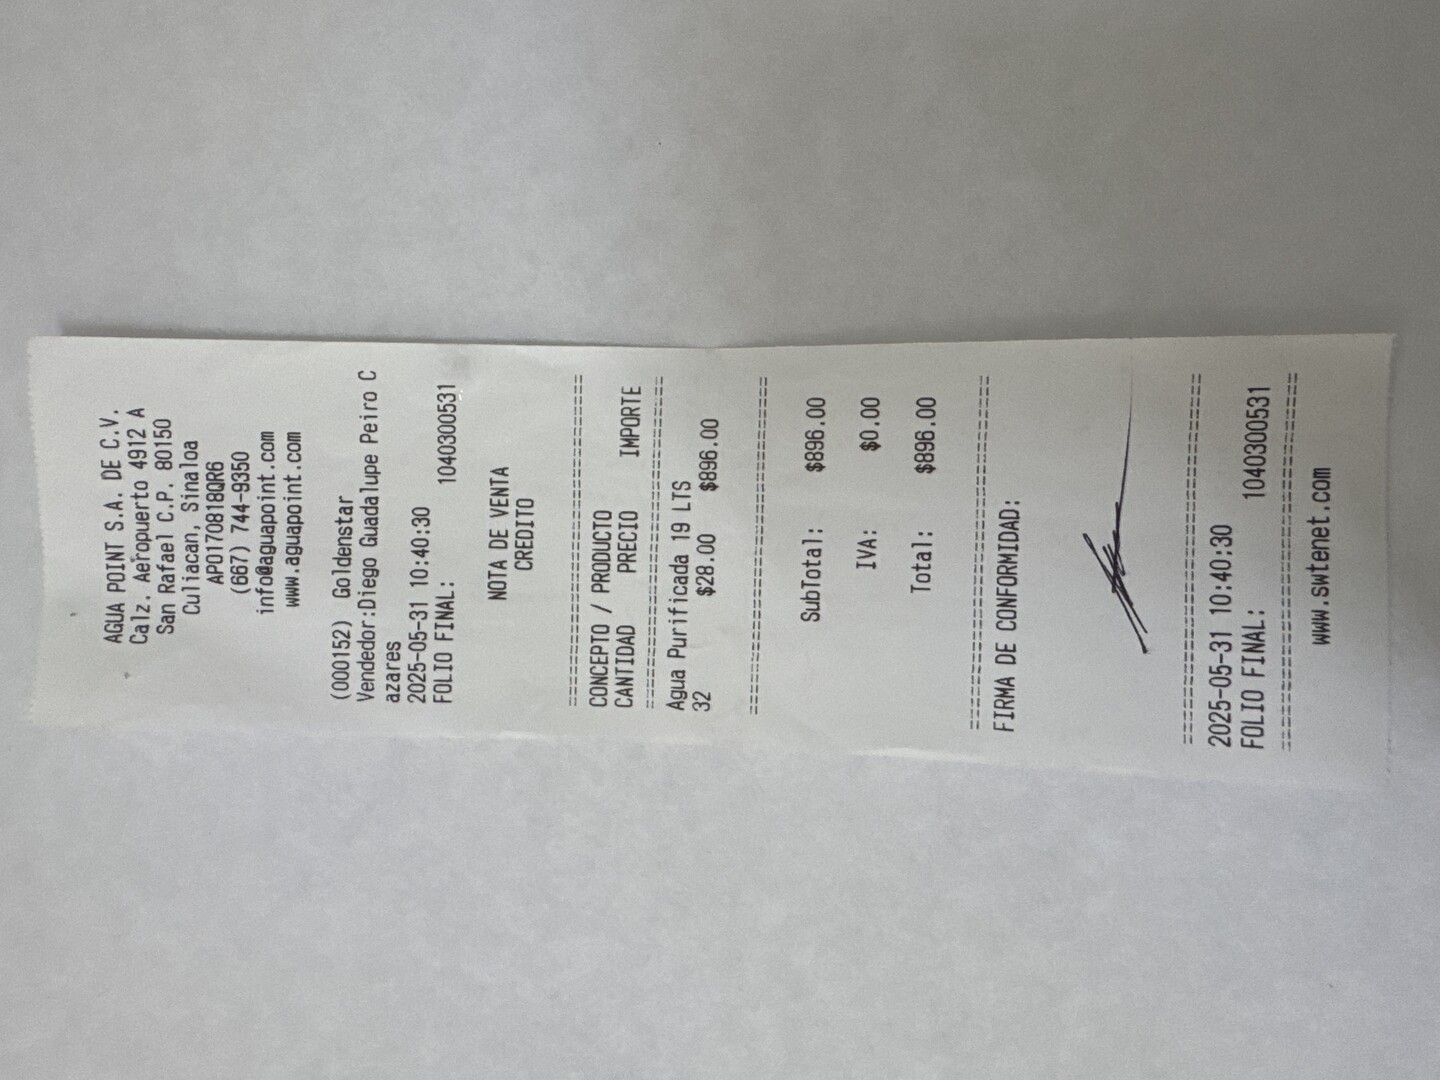 AGUA POINT S.A. DE C.V.
Calz. Aeropuerto 4912 A
San Rafael C.P. 80150
Culiacan, Sinaloa
APO170818QR6
(667) 744-9350
info@aguapoint.com
www.aguapoint.com
(000152) Goldenstar
Vendedor:Diego Guadalupe Peiro C
azares
2025-05-31 10:40:30
FOLIO FINAL: 1040300531
NOTA DE VENTA
CREDITO
================================
CONCEPTO / PRODUCTO
CANTIDAD PRECIO IMPORTE
================================
Agua Purificada 19 LTS
32 $28.00 $896.00
================================
SubTotal: $896.00
IVA: $0.00
Total: $896.00
================================
FIRMA DE CONFORMIDAD:
================================
2025-05-31 10:40:30
FOLIO FINAL: 1040300531
================================
www.swtenet.com